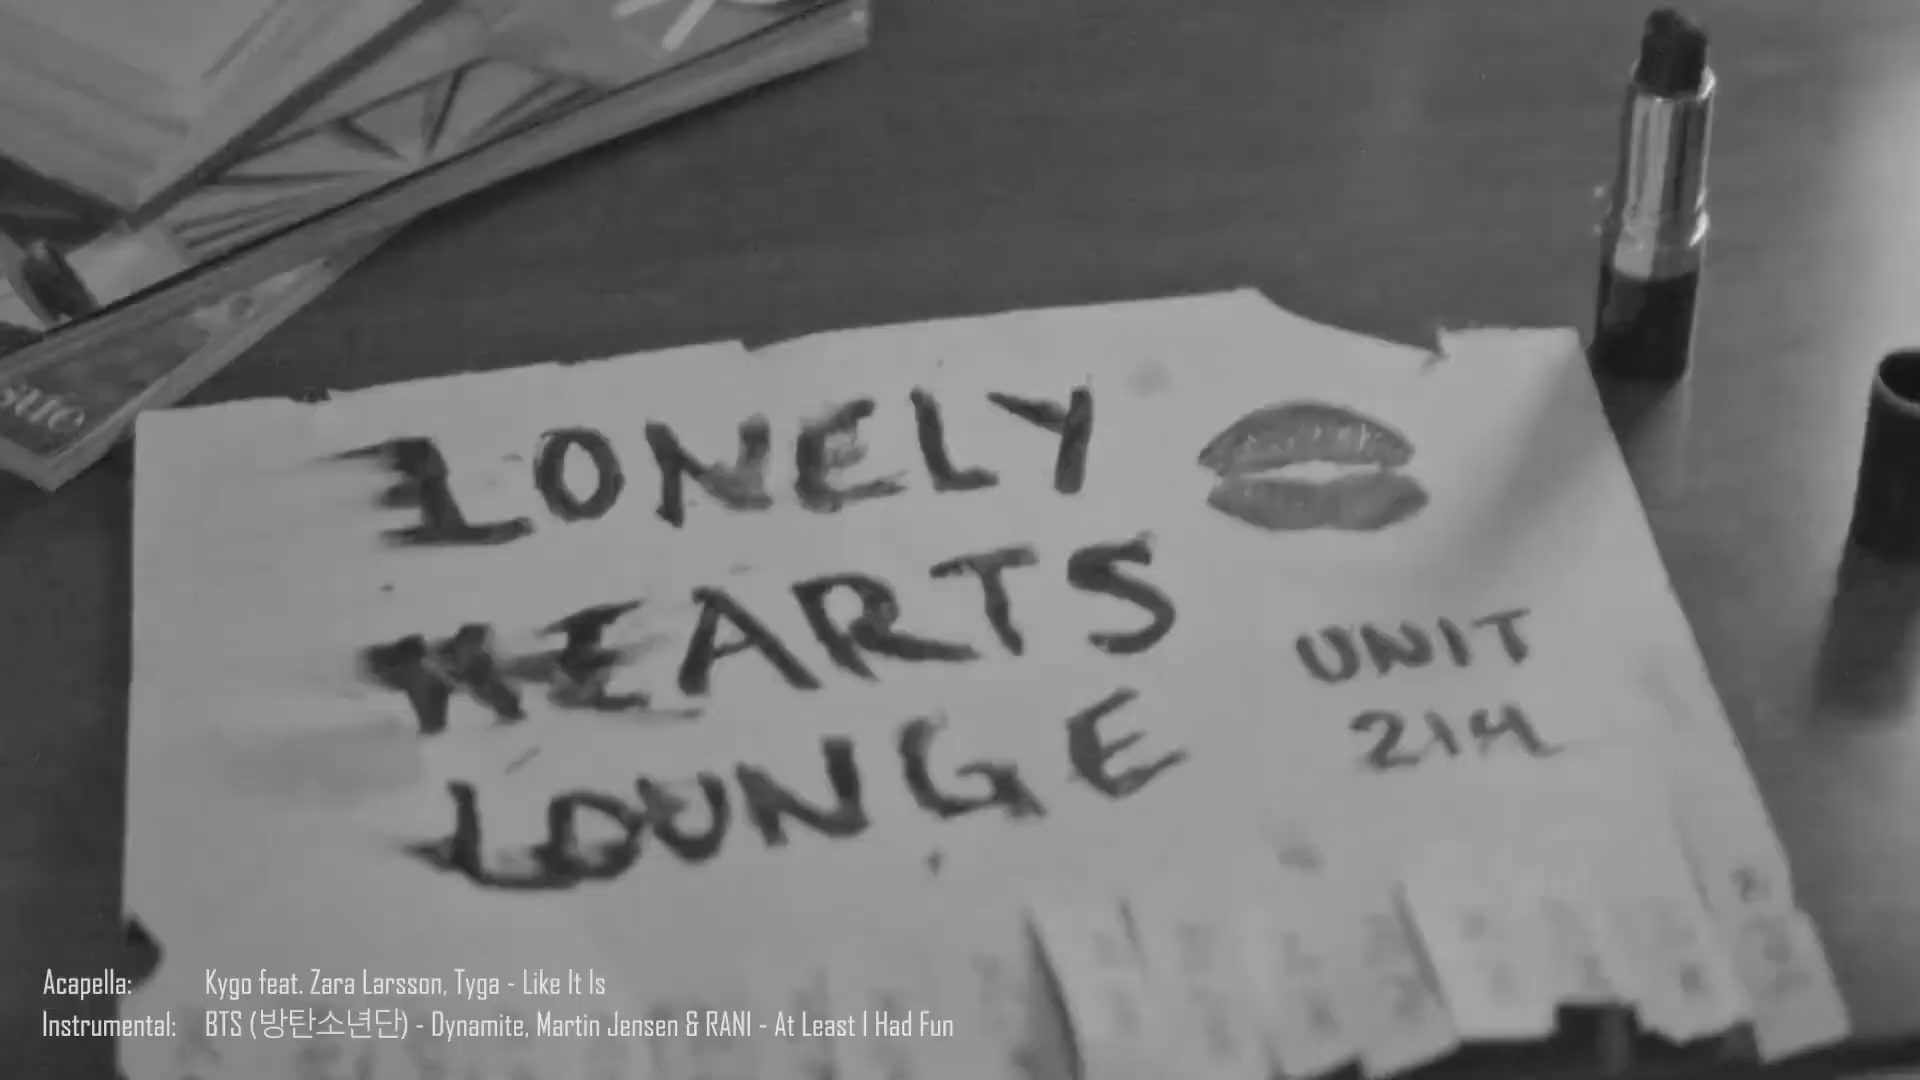 LONELY
HEARTS
LOUNGE
UNIT
214
Acapella: Kygo feat. Zara Larsson, Tyga - Like It Is
Instrumental: BTS (방탄소년단) - Dynamite, Martin Jensen & RANI - At Least I Had Fun